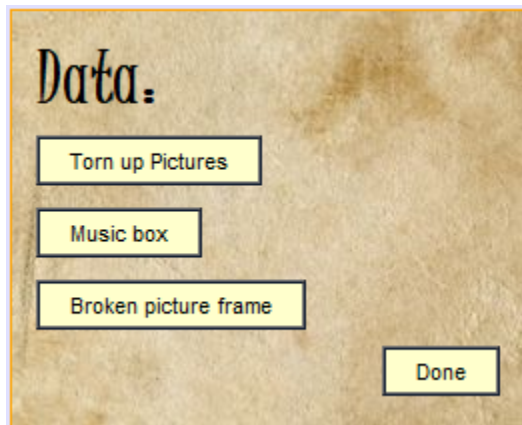 Data:
Torn up Pictures
Music box
Broken picture frame
Done